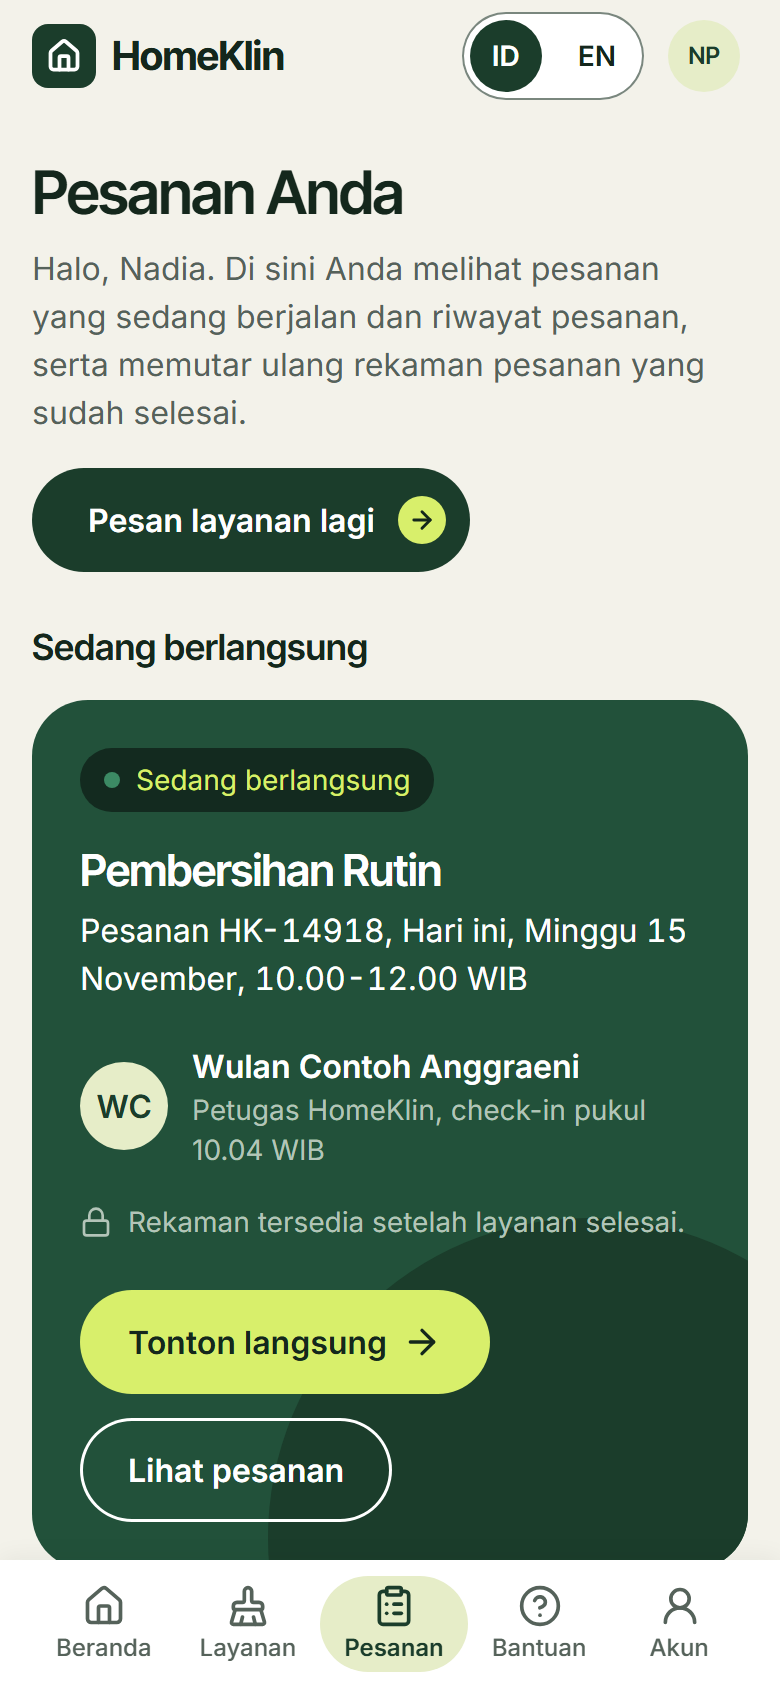 HomeKlin
ID
EN
NP
Pesanan Anda
Halo, Nadia. Di sini Anda melihat pesanan
yang sedang berjalan dan riwayat pesanan,
serta memutar ulang rekaman pesanan yang
sudah selesai.
Pesan layanan lagi
Sedang berlangsung
Sedang berlangsung
Pembersihan Rutin
Pesanan HK-14918, Hari ini, Minggu 15
November, 10.00-12.00 WIB
WC
Wulan Contoh Anggraeni
Petugas HomeKlin, check-in pukul
10.04 WIB
Rekaman tersedia setelah layanan selesai.
Tonton langsung
Lihat pesanan
Beranda
Layanan
Pesanan
Bantuan
Akun